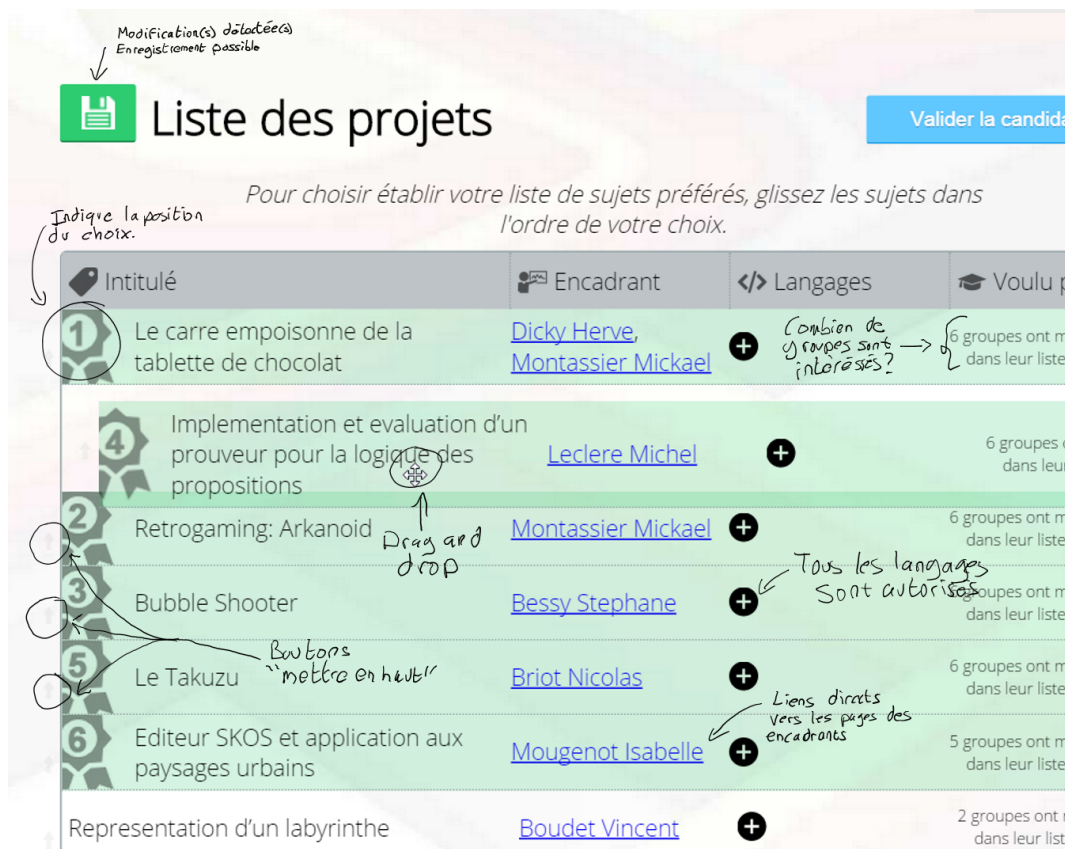 Modification(s) détectée(s)
Enregistrement possible
Liste des projets
Valider la candida
Pour choisir établir votre liste de sujets préférés, glissez les sujets dans
l'ordre de votre choix.
Indique la position
du choix.
Intitulé
Encadrant
</> Langages
Voulu p
1
Le carre empoisonne de la
tablette de chocolat
Dicky Herve,
Montassier Mickael
Combien de
groupes sont
intéréssés?
6 groupes ont m
dans leur liste
4
Implementation et evaluation d'un
prouveur pour la logique des
propositions
Leclere Michel
6 groupes
dans leur
2
Retrogaming: Arkanoid
Montassier Mickael
6 groupes ont m
dans leur liste
Drag and
drop
3
Bubble Shooter
Bessy Stephane
Tous les langages
sont autorisés
groupes ont m
dans leur liste
Boutons
"mettre en haut"
5
Le Takuzu
Briot Nicolas
6 groupes ont m
dans leur liste
Liens directs
vers les pages des
encadrants
6
Editeur SKOS et application aux
paysages urbains
Mougenot Isabelle
5 groupes ont m
dans leur liste
Representation d'un labyrinthe
Boudet Vincent
2 groupes ont
dans leur list